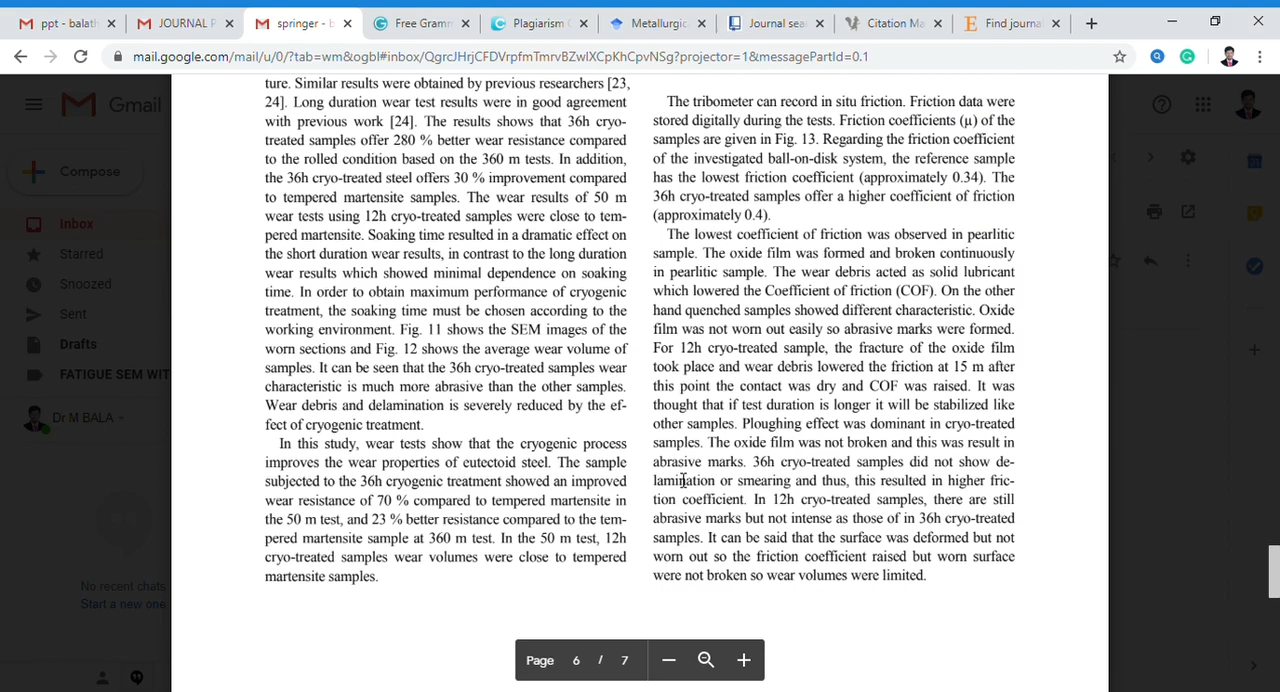 ppt - balath
JOURNAL P
springer - b
Free Gramm
Plagiarism C
Metallurgic
Journal sea
Citation Ma
Find journa
mail.google.com/mail/u/0/?tab=wm&ogbl#inbox/QgrcJHrjCFDVrpfmTmrvBZwlXCpKhCpvNSg?projector=1&messagePartId=0.1
Gmail
Compose
Inbox
Starred
Snoozed
Sent
Drafts
FATIGUE SEM WIT
Dr M BALA
No recent chats
Start a new one
ture. Similar results were obtained by previous researchers [23,
24]. Long duration wear test results were in good agreement
with previous work [24]. The results shows that 36h cryo-
treated samples offer 280 % better wear resistance compared
to the rolled condition based on the 360 m tests. In addition,
the 36h cryo-treated steel offers 30 % improvement compared
to tempered martensite samples. The wear results of 50 m
wear tests using 12h cryo-treated samples were close to tem-
pered martensite. Soaking time resulted in a dramatic effect on
the short duration wear results, in contrast to the long duration
wear results which showed minimal dependence on soaking
time. In order to obtain maximum performance of cryogenic
treatment, the soaking time must be chosen according to the
working environment. Fig. 11 shows the SEM images of the
worn sections and Fig. 12 shows the average wear volume of
samples. It can be seen that the 36h cryo-treated samples wear
characteristic is much more abrasive than the other samples.
Wear debris and delamination is severely reduced by the ef-
fect of cryogenic treatment.
In this study, wear tests show that the cryogenic process
improves the wear properties of eutectoid steel. The sample
subjected to the 36h cryogenic treatment showed an improved
wear resistance of 70 % compared to tempered martensite in
the 50 m test, and 23 % better resistance compared to the tem-
pered martensite sample at 360 m test. In the 50 m test, 12h
cryo-treated samples wear volumes were close to tempered
martensite samples.
The tribometer can record in situ friction. Friction data were
stored digitally during the tests. Friction coefficients (μ) of the
samples are given in Fig. 13. Regarding the friction coefficient
of the investigated ball-on-disk system, the reference sample
has the lowest friction coefficient (approximately 0.34). The
36h cryo-treated samples offer a higher coefficient of friction
(approximately 0.4).
The lowest coefficient of friction was observed in pearlitic
sample. The oxide film was formed and broken continuously
in pearlitic sample. The wear debris acted as solid lubricant
which lowered the Coefficient of friction (COF). On the other
hand quenched samples showed different characteristic. Oxide
film was not worn out easily so abrasive marks were formed.
For 12h cryo-treated sample, the fracture of the oxide film
took place and wear debris lowered the friction at 15 m after
this point the contact was dry and COF was raised. It was
thought that if test duration is longer it will be stabilized like
other samples. Ploughing effect was dominant in cryo-treated
samples. The oxide film was not broken and this was result in
abrasive marks. 36h cryo-treated samples did not show de-
lamination or smearing and thus, this resulted in higher fric-
tion coefficient. In 12h cryo-treated samples, there are still
abrasive marks but not intense as those of in 36h cryo-treated
samples. It can be said that the surface was deformed but not
worn out so the friction coefficient raised but worn surface
were not broken so wear volumes were limited.
Page 6 / 7